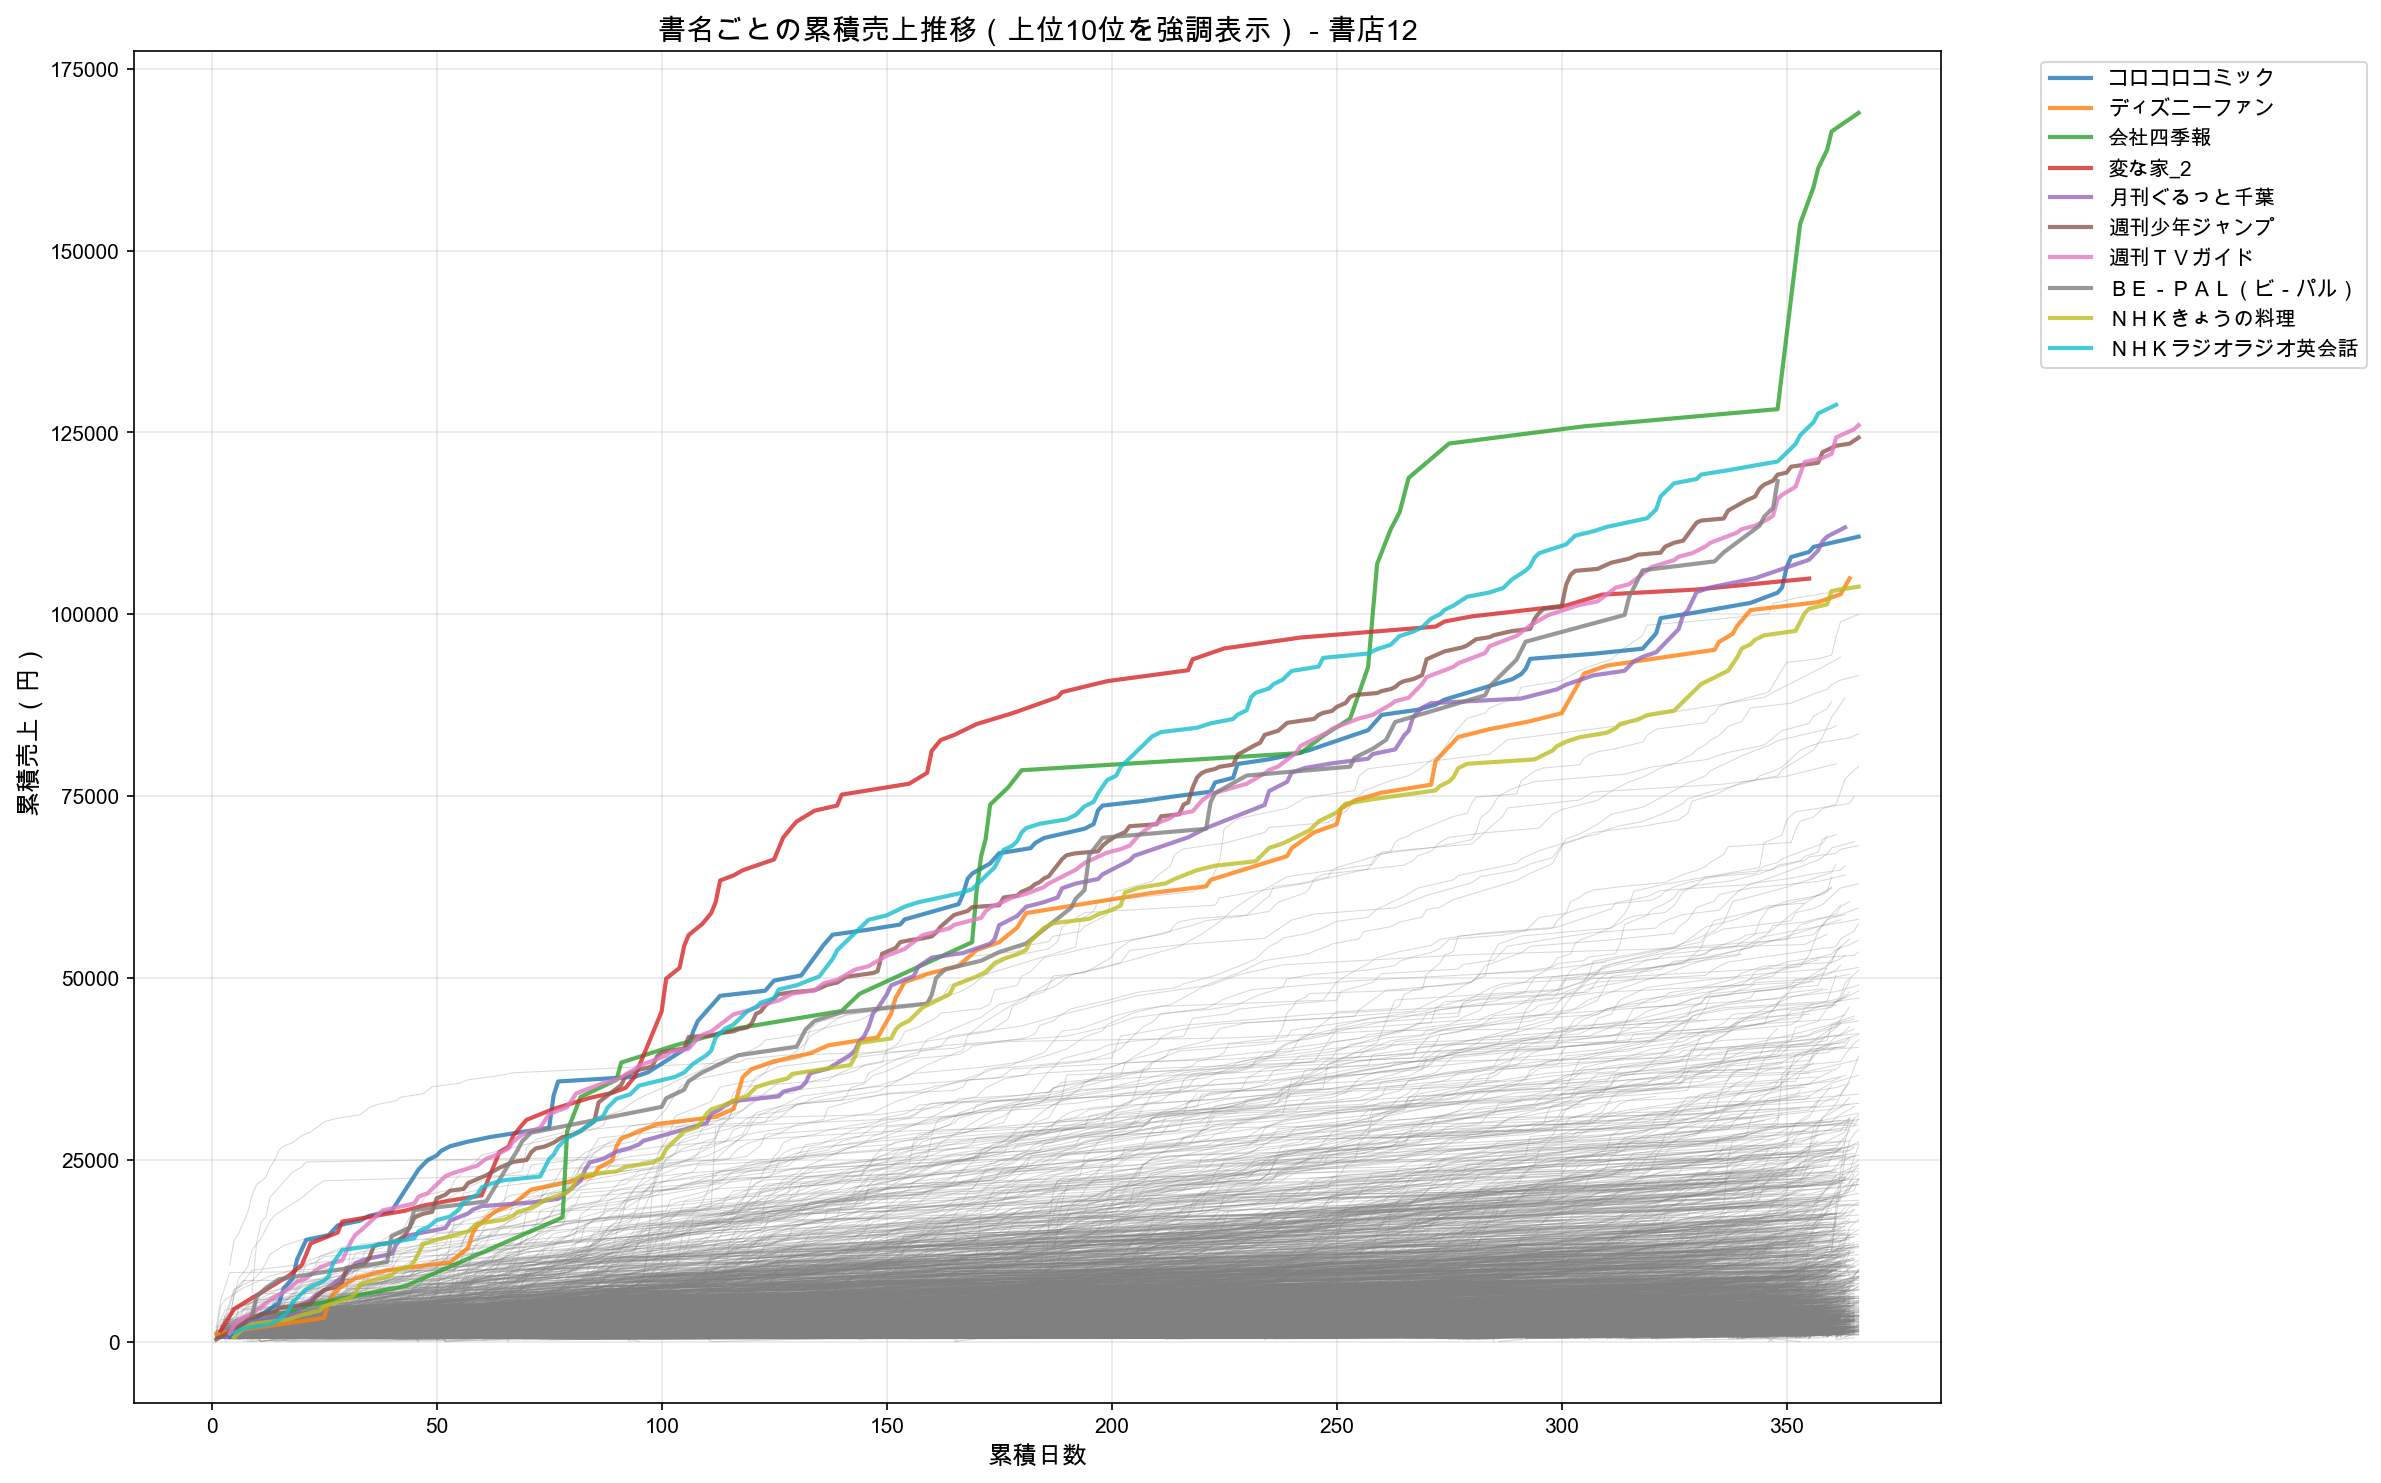 書名ごとの累積売上推移（上位10位を強調表示） - 書店12
累積売上（円）
175000
150000
125000
100000
75000
50000
25000
0
0 50 100 150 200 250 300 350
累積日数
コロコロコミック
ディズニーファン
会社四季報
変な家_2
月刊ぐるっと千葉
週刊少年ジャンプ
週刊ＴＶガイド
ＢＥ－ＰＡＬ（ビ－パル）
ＮＨＫきょうの料理
ＮＨＫラジオラジオ英会話